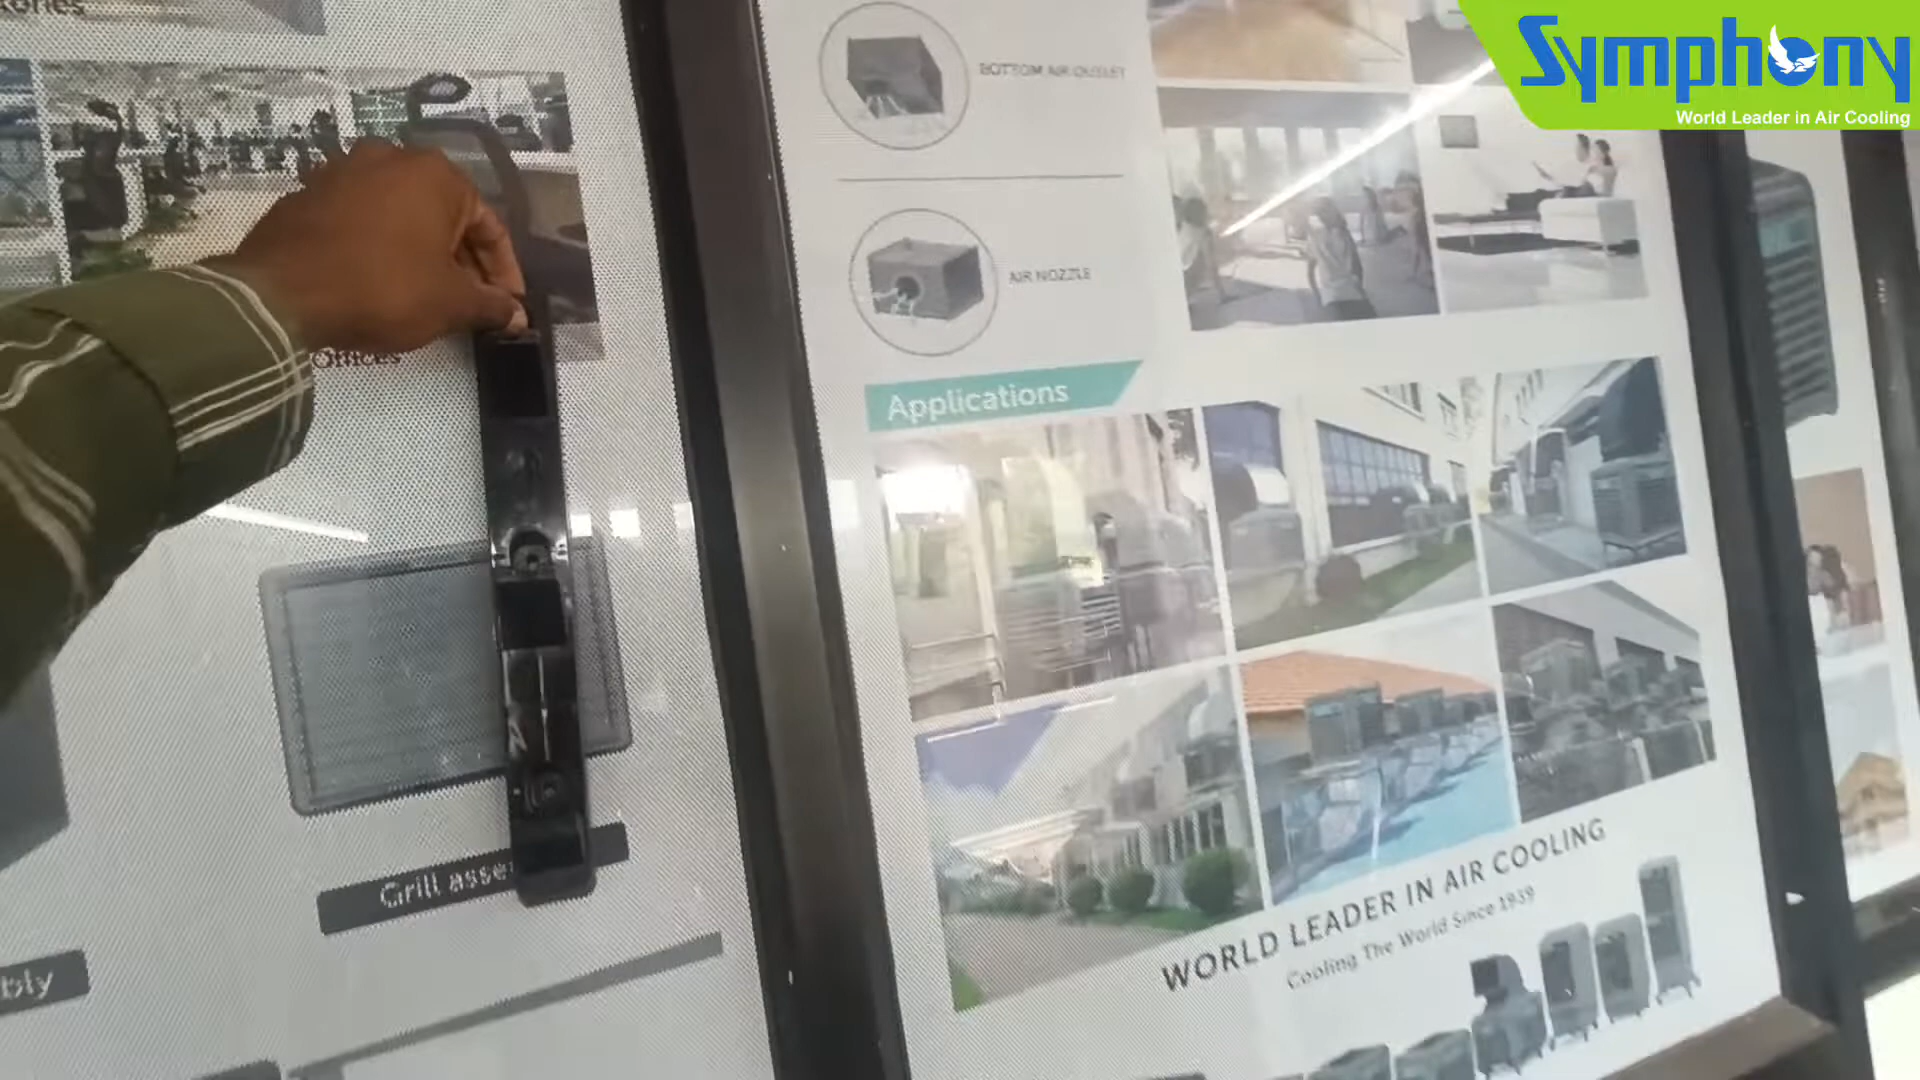 Symphony
World Leader in Air Cooling
BOTTOM AIR OUTLET
AIR NOZZLE
Offices
Applications
Grill asse
bly
WORLD LEADER IN AIR COOLING
Cooling The World Since 1939